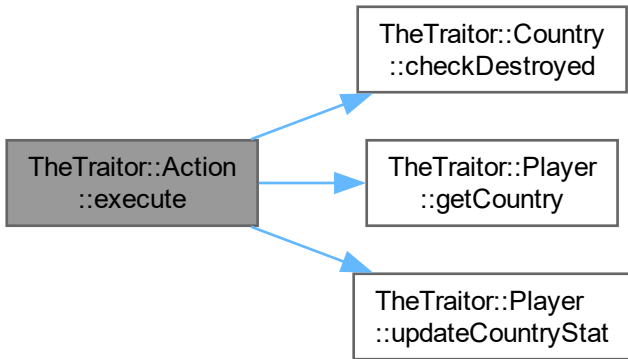 TheTraitor::Action
::execute
TheTraitor::Country
::checkDestroyed
TheTraitor::Player
::getCountry
TheTraitor::Player
::updateCountryStat